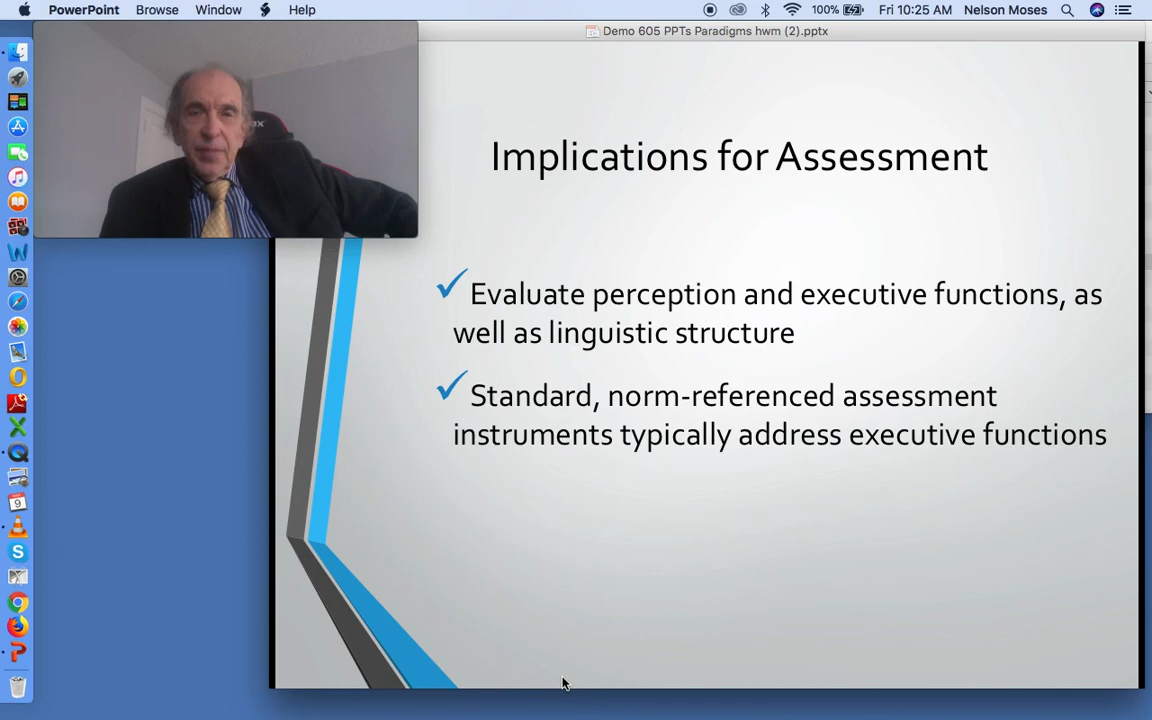 PowerPoint Browse Window Help 100% Fri 10:25 AM Nelson Moses
Demo 605 PPTs Paradigms hwm (2).pptx
Implications for Assessment
Evaluate perception and executive functions, as
well as linguistic structure
Standard, norm-referenced assessment
instruments typically address executive functions
9